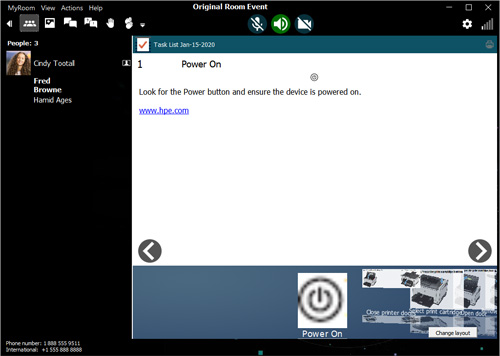 MyRoom View Actions Help
Original Room Event
People: 3
Cindy Tootall
Fred
Browne
Hamid Ages
Task List Jan-15-2020
1 Power On
Look for the Power button and ensure the device is powered on.
www.hpe.com
Power On
Close printer doors
print cartridge
Open door
Change layout
Phone number: 1 888 555 9511
International: +1 555 888 8888